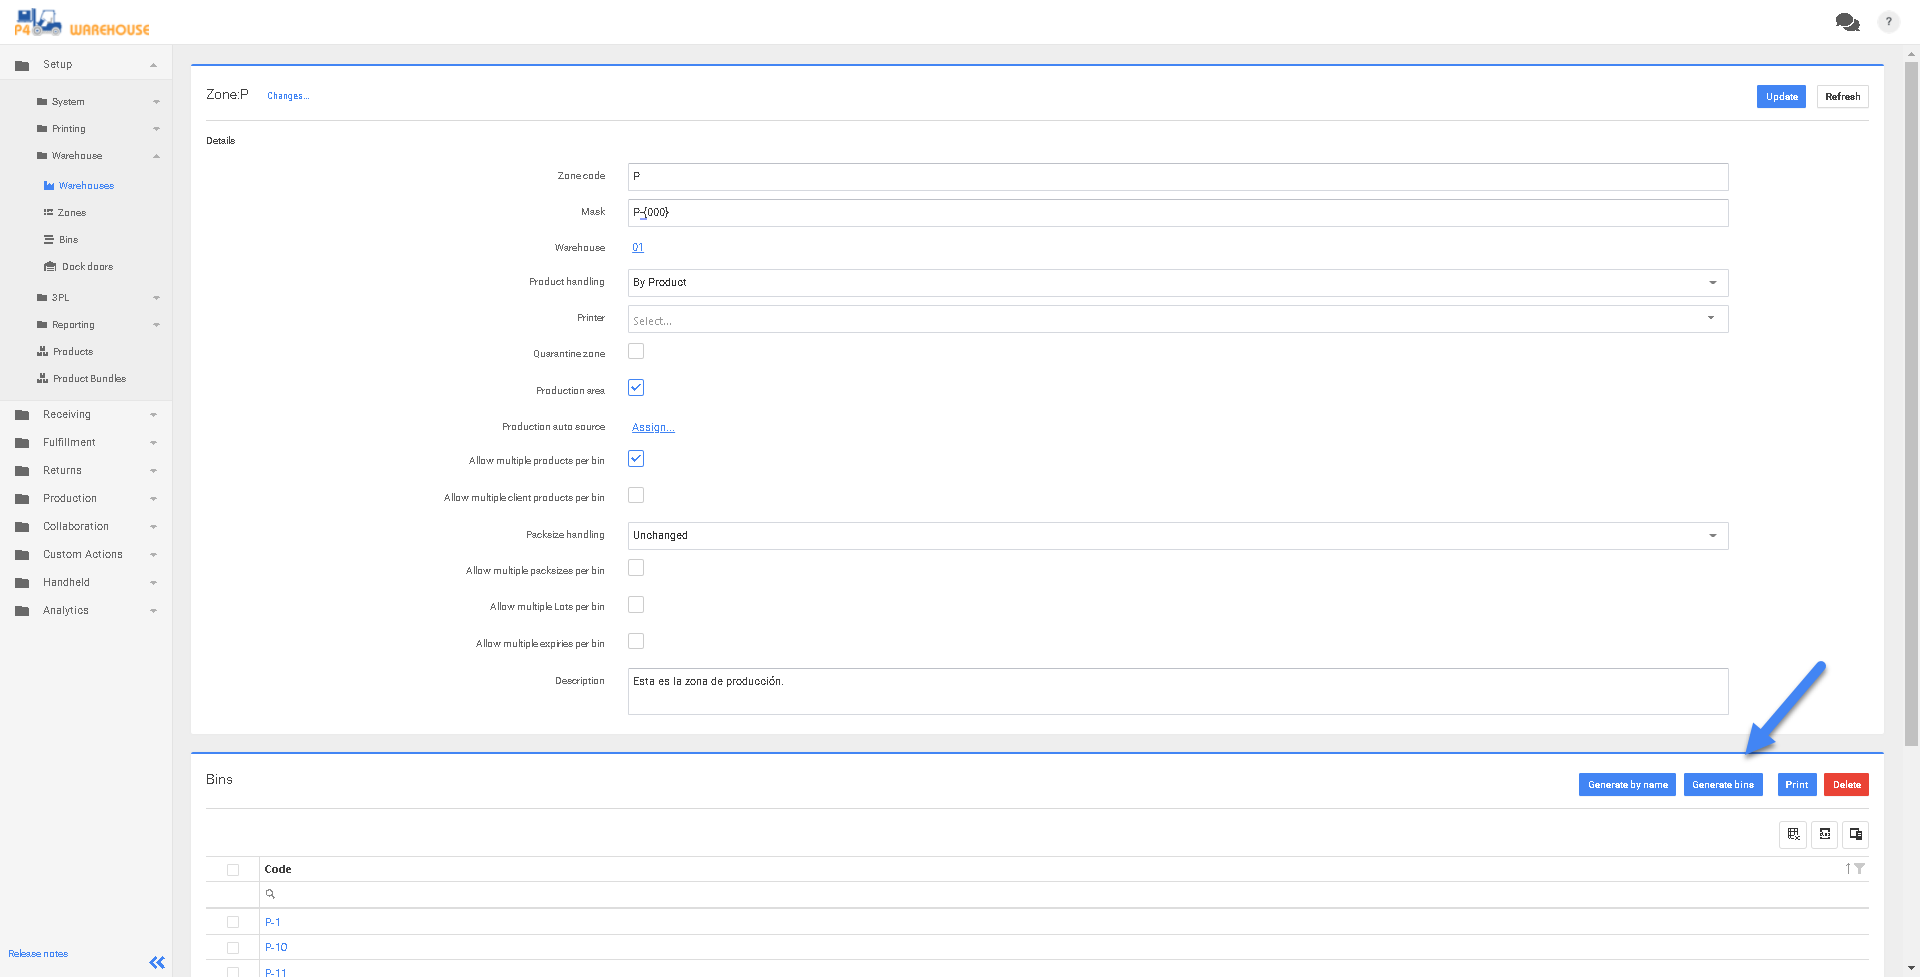 P4 WAREHOUSE
?
Setup
System
Printing
Warehouse
Warehouses
Zones
Bins
Dock doors
3PL
Reporting
Products
Product Bundles
Receiving
Fulfillment
Returns
Production
Collaboration
Custom Actions
Handheld
Analytics
Release notes
Zone:P Changes... Update Refresh
Details
Zone code P
Mask P-{000}
Warehouse 01
Product handling By Product
Printer Select...
Quarantine zone
Production area
Production auto source Assign...
Allow multiple products per bin
Allow multiple client products per bin
Packsize handling Unchanged
Allow multiple packsizes per bin
Allow multiple Lots per bin
Allow multiple expiries per bin
Description Esta es la zona de producción.
Bins Generate by name Generate bins Print Delete
Code
P-1
P-10
P-11